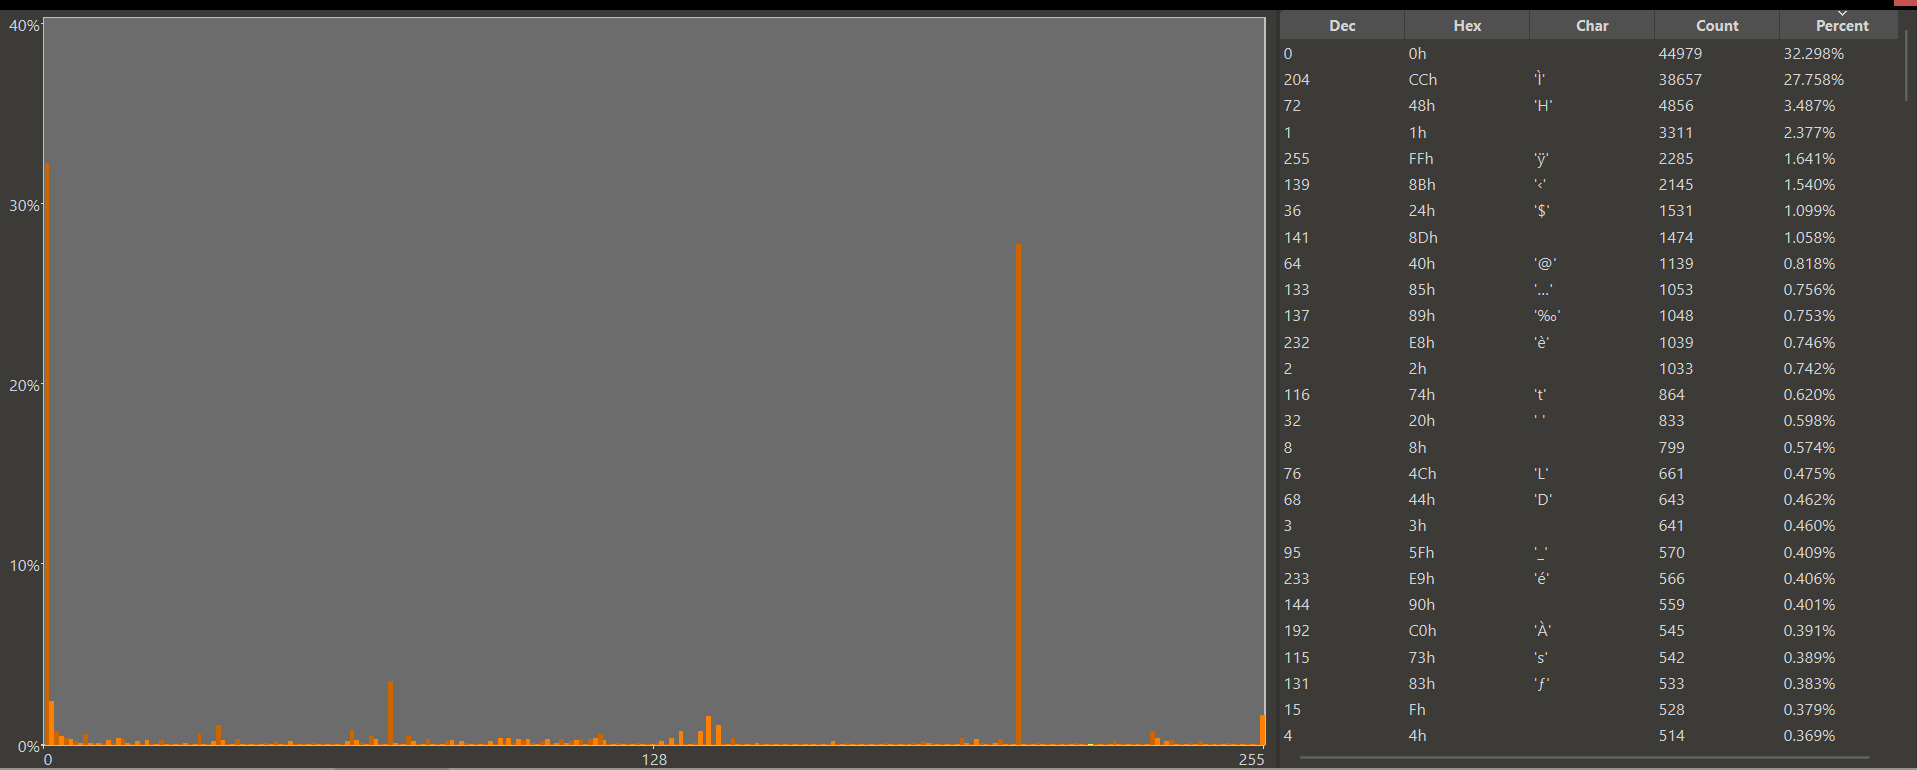 40%
30%
20%
10%
0%
0 128 255
Dec Hex Char Count Percent
0 0h 44979 32.298%
204 CCh 'Ì' 38657 27.758%
72 48h 'H' 4856 3.487%
1 1h 3311 2.377%
255 FFh 'ÿ' 2285 1.641%
139 8Bh '‹' 2145 1.540%
36 24h '$' 1531 1.099%
141 8Dh 1474 1.058%
64 40h '@' 1139 0.818%
133 85h '…' 1053 0.756%
137 89h '‰' 1048 0.753%
232 E8h 'è' 1039 0.746%
2 2h 1033 0.742%
116 74h 't' 864 0.620%
32 20h ' ' 833 0.598%
8 8h 799 0.574%
76 4Ch 'L' 661 0.475%
68 44h 'D' 643 0.462%
3 3h 641 0.460%
95 5Fh '_' 570 0.409%
233 E9h 'é' 566 0.406%
144 90h 559 0.401%
192 C0h 'À' 545 0.391%
115 73h 's' 542 0.389%
131 83h 'ƒ' 533 0.383%
15 Fh 528 0.379%
4 4h 514 0.369%